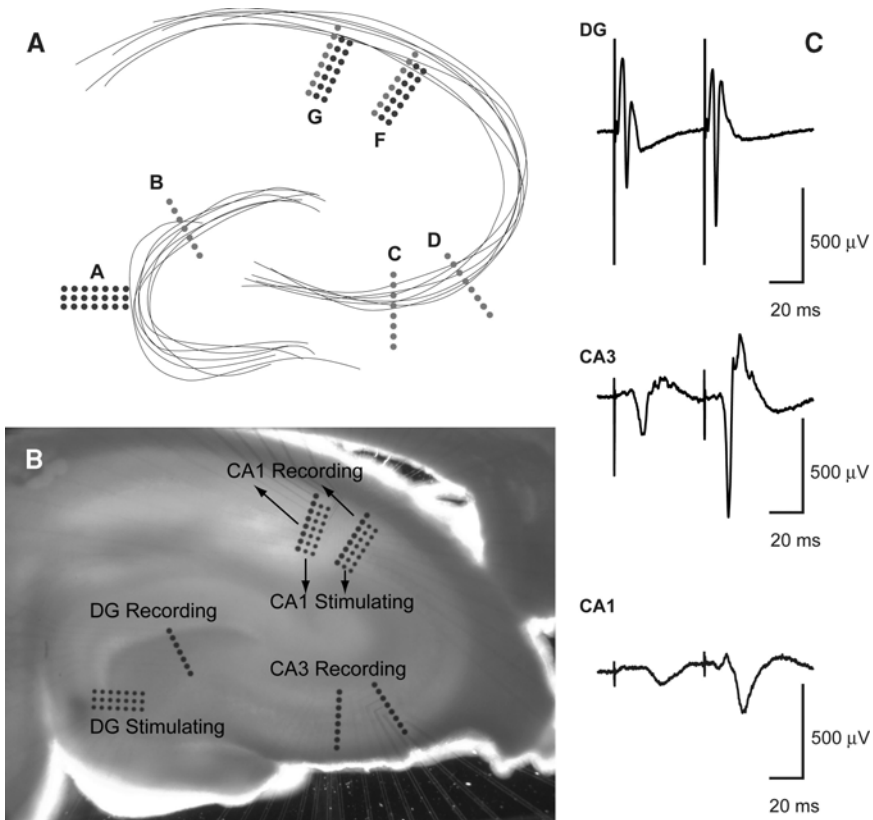 A
G
F
B
A
C
D
B
CA1 Recording
CA1 Stimulating
DG Recording
CA3 Recording
DG Stimulating
C
DG
500 μV
20 ms
CA3
500 μV
20 ms
CA1
500 μV
20 ms